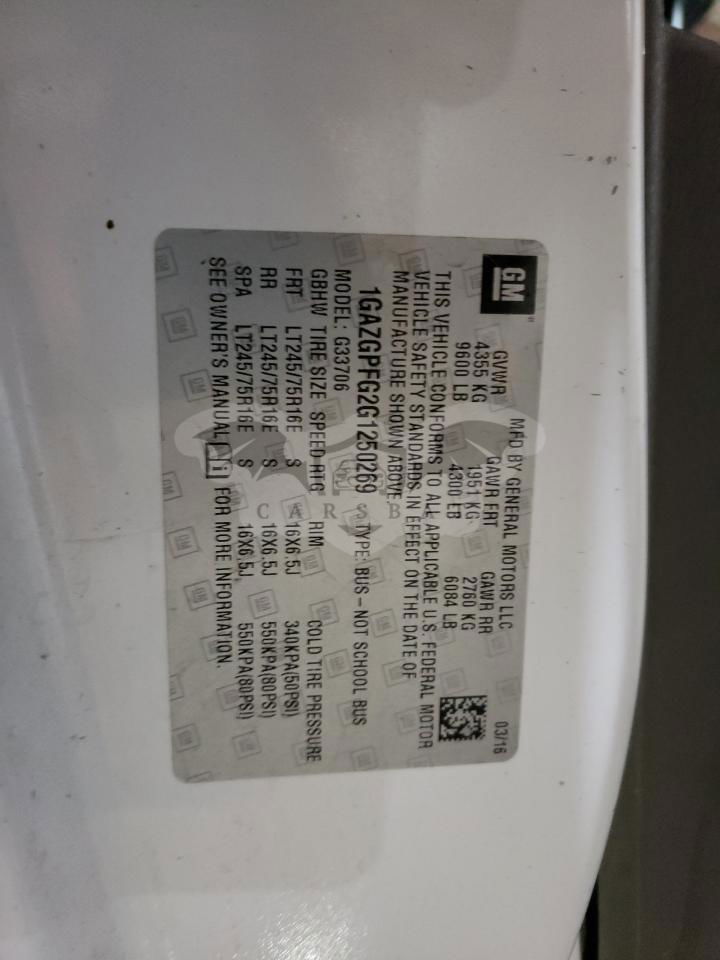 GM
MFD BY GENERAL MOTORS LLC 03/16
GVWR GAWR FRT GAWR RR
4355 KG 1951 KG 2760 KG
9600 LB 4300 LB 6084 LB
THIS VEHICLE CONFORMS TO ALL APPLICABLE U.S. FEDERAL MOTOR
VEHICLE SAFETY STANDARDS IN EFFECT ON THE DATE OF
MANUFACTURE SHOWN ABOVE.
1GAZGPFG2G1250269 TYPE: BUS – NOT SCHOOL BUS
MODEL: G33706
GBHW TIRE SIZE SPEED RTG RIM COLD TIRE PRESSURE
FRT LT245/75R16E S 16X6.5J 340KPA(50PSI)
RR LT245/75R16E S 16X6.5J 550KPA(80PSI)
SPA LT245/75R16E S 16X6.5J 550KPA(80PSI)
SEE OWNER'S MANUAL FOR MORE INFORMATION.